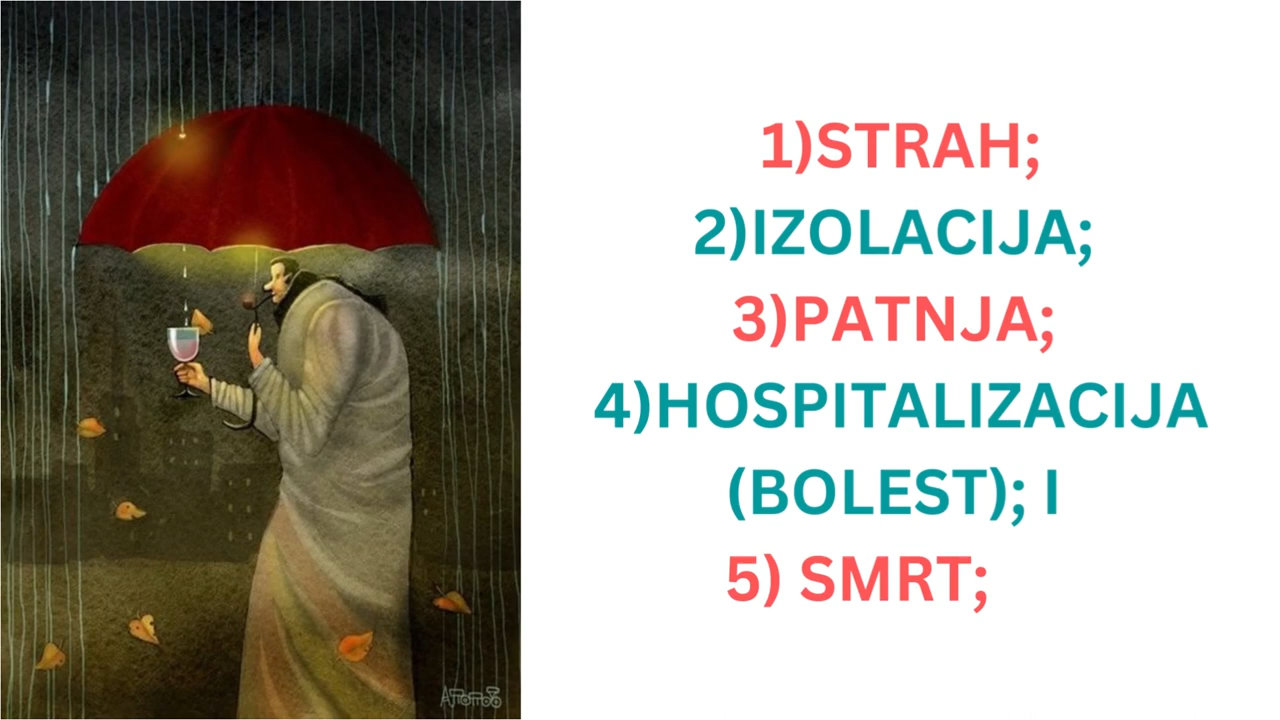 1)STRAH;
2)IZOLACIJA;
3)PATNJA;
4)HOSPITALIZACIJA
(BOLEST); I
5) SMRT;